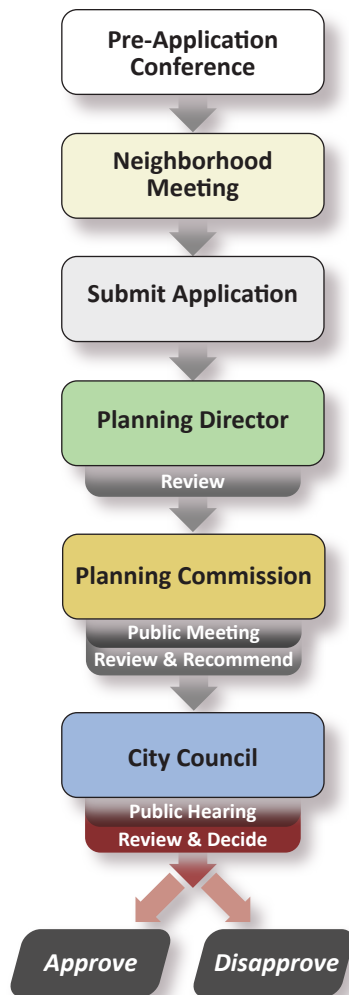 Pre-Application
Conference
Neighborhood
Meeting
Submit Application
Planning Director
Review
Planning Commission
Public Meeting
Review & Recommend
City Council
Public Hearing
Review & Decide
Approve
Disapprove